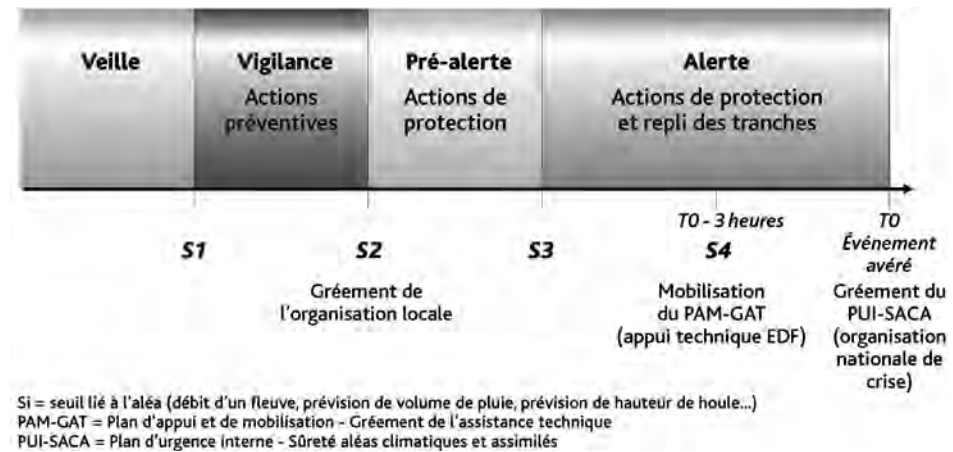 Veille
Vigilance
Actions
préventives
Pré-alerte
Actions de
protection
Alerte
Actions de protection
et repli des tranches
S1
S2
S3
T0 - 3 heures
S4
T0
Événement
avéré
Gréement de
l'organisation locale
Mobilisation
du PAM-GAT
(appui technique EDF)
Gréement du
PUI-SACA
(organisation
nationale de
crise)
Si = seuil lié à l'aléa (débit d'un fleuve, prévision de volume de pluie, prévision de hauteur de houle...)
PAM-GAT = Plan d'appui et de mobilisation - Gréement de l'assistance technique
PUI-SACA = Plan d'urgence interne - Sûreté aléas climatiques et assimilés